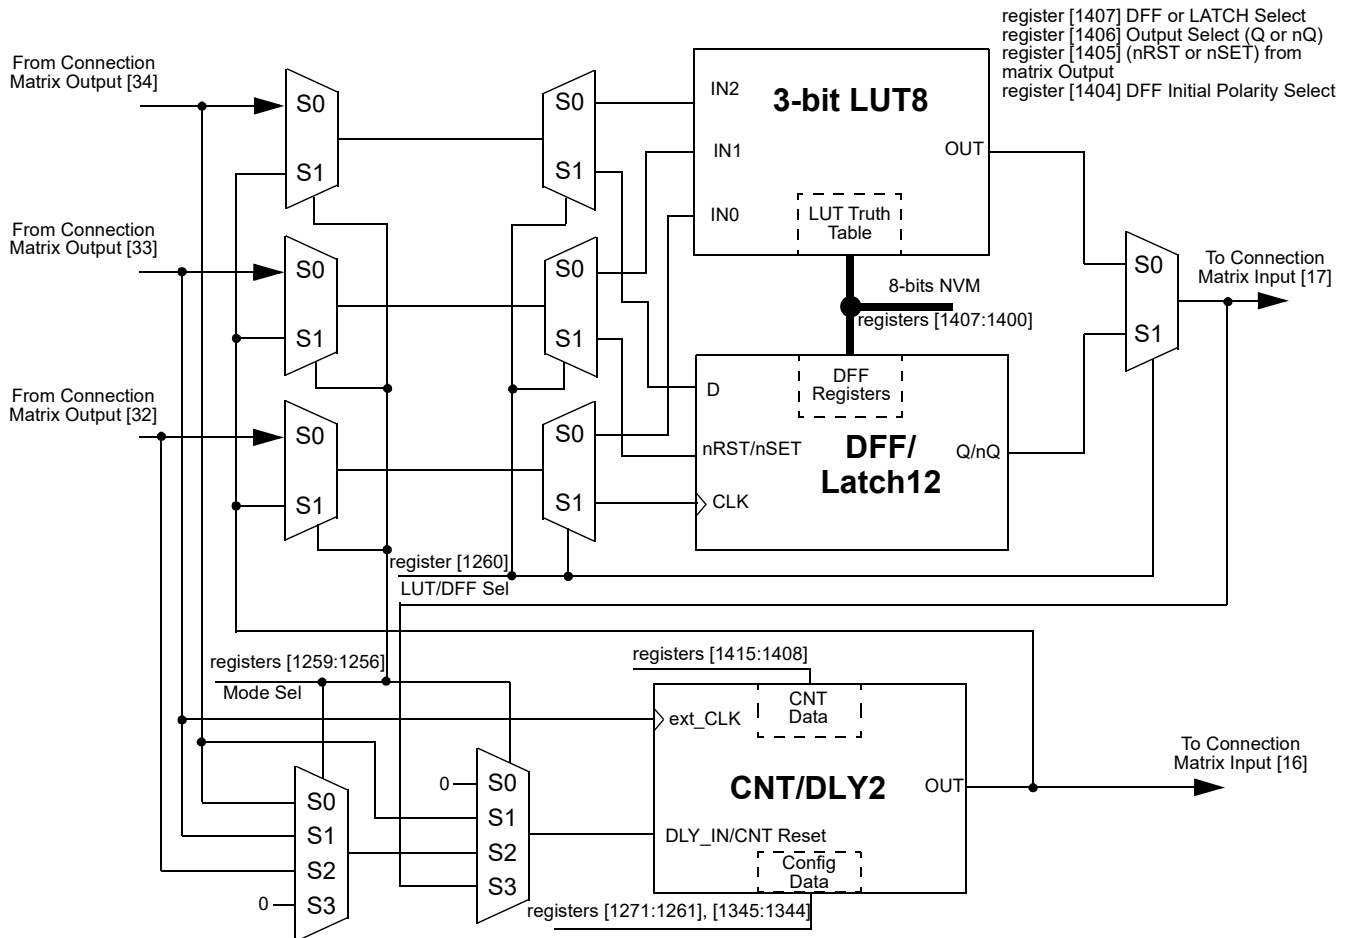 register [1407] DFF or LATCH Select
register [1406] Output Select (Q or nQ)
register [1405] (nRST or nSET) from
matrix Output
register [1404] DFF Initial Polarity Select
From Connection
Matrix Output [34]
S0
S1
S0
S1
IN2
3-bit LUT8
IN1
OUT
IN0
LUT Truth
Table
From Connection
Matrix Output [33]
S0
S1
S0
S1
8-bits NVM
registers [1407:1400]
S0
S1
To Connection
Matrix Input [17]
From Connection
Matrix Output [32]
S0
S1
S0
S1
DFF
Registers
D
nRST/nSET
DFF/
Latch12
Q/nQ
CLK
register [1260]
LUT/DFF Sel
registers [1259:1256]
Mode Sel
registers [1415:1408]
CNT
Data
ext_CLK
To Connection
Matrix Input [16]
0
S0
S1
S2
S3
S0
S1
S2
0
S3
CNT/DLY2
OUT
DLY_IN/CNT Reset
Config
Data
registers [1271:1261], [1345:1344]